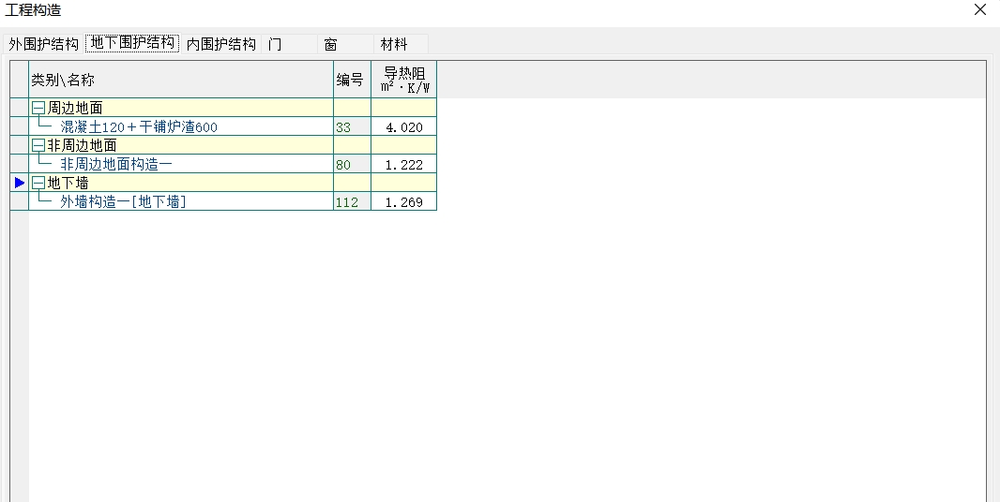 工程构造
外围护结构 地下围护结构 内围护结构 门 窗 材料
类别\名称 编号 导热阻
m²·K/W
周边地面
混凝土120+干铺炉渣600 33 4.020
非周边地面
非周边地面构造一 80 1.222
地下墙
外墙构造一[地下墙] 112 1.269